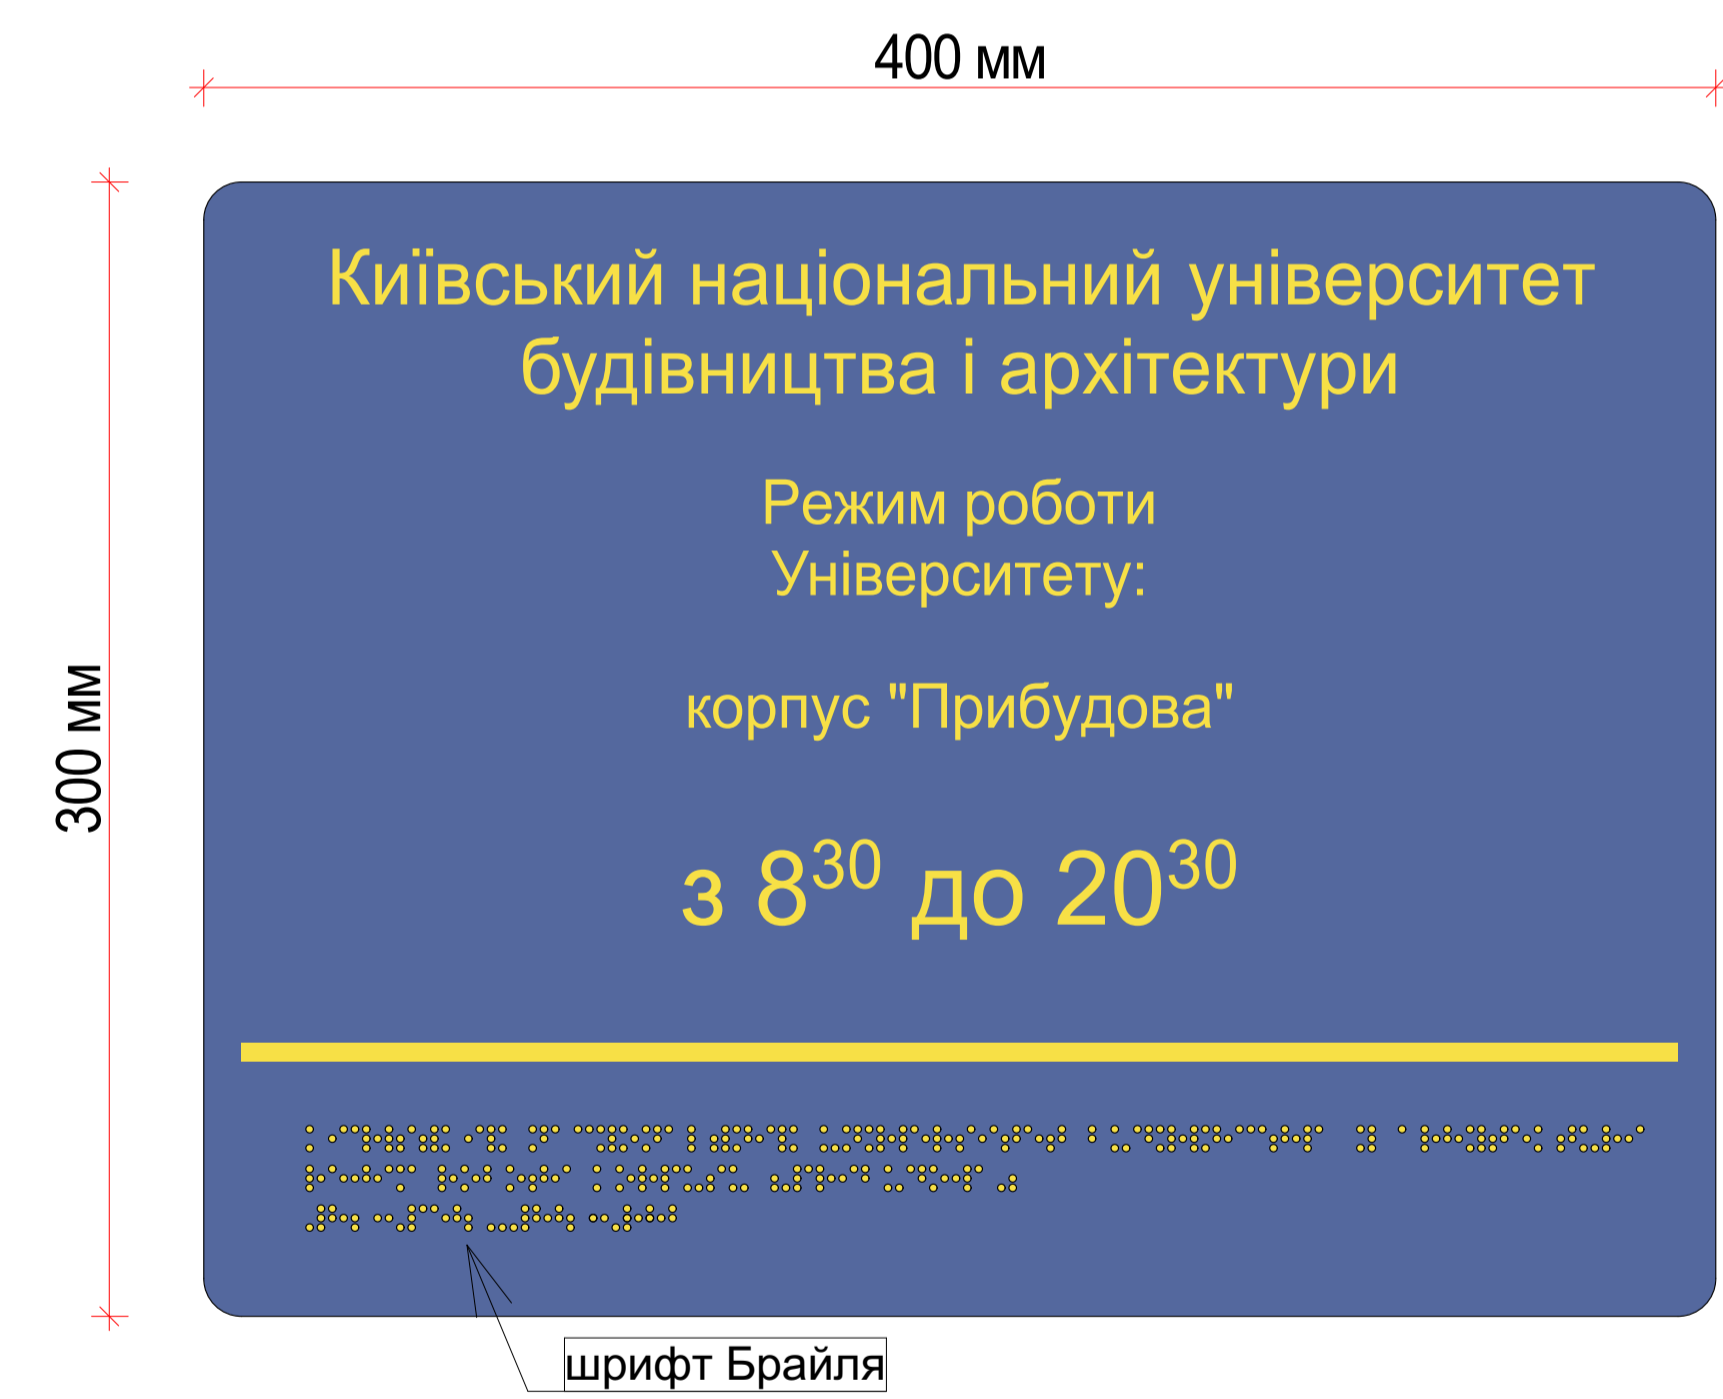 400 мм
300 мм
Київський національний університет
будівництва і архітектури
Режим роботи
Університету:
корпус "Прибудова"
з 8³⁰ до 20³⁰
шрифт Брайля